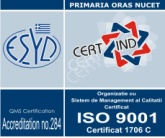 PRIMARIA ORAS NUCET
ΕΣΥΔ
CERT IND
QMS Certification
Accreditation no.284
Organizatie cu
Sistem de Management al Calitatii
Certificat
ISO 9001
Certificat 1706 C